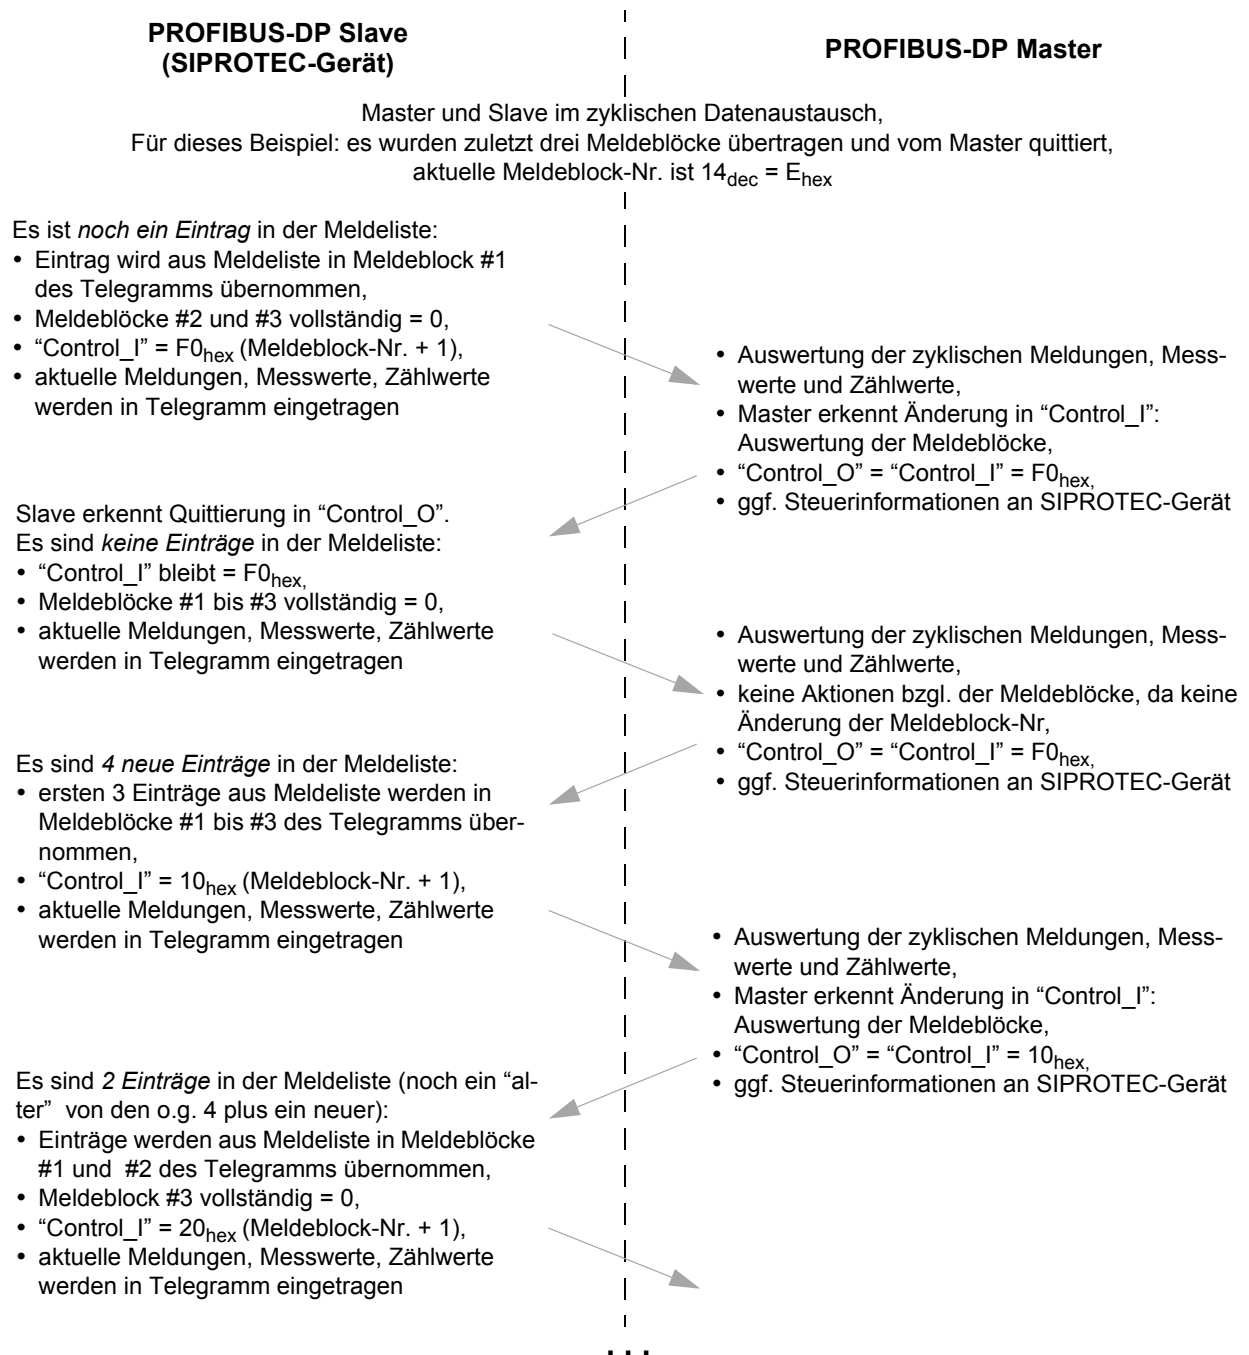 PROFIBUS-DP Slave
(SIPROTEC-Gerät)
PROFIBUS-DP Master
Master und Slave im zyklischen Datenaustausch,
Für dieses Beispiel: es wurden zuletzt drei Meldeblöcke übertragen und vom Master quittiert,
aktuelle Meldeblock-Nr. ist 14dec = Ehex
Es ist noch ein Eintrag in der Meldeliste:
• Eintrag wird aus Meldeliste in Meldeblock #1
des Telegramms übernommen,
• Meldeblöcke #2 und #3 vollständig = 0,
• “Control_I” = F0hex (Meldeblock-Nr. + 1),
• aktuelle Meldungen, Messwerte, Zählwerte
werden in Telegramm eingetragen
• Auswertung der zyklischen Meldungen, Mess-
werte und Zählwerte,
• Master erkennt Änderung in “Control_I”:
Auswertung der Meldeblöcke,
• “Control_O” = “Control_I” = F0hex,
• ggf. Steuerinformationen an SIPROTEC-Gerät
Slave erkennt Quittierung in “Control_O”.
Es sind keine Einträge in der Meldeliste:
• “Control_I” bleibt = F0hex,
• Meldeblöcke #1 bis #3 vollständig = 0,
• aktuelle Meldungen, Messwerte, Zählwerte
werden in Telegramm eingetragen
• Auswertung der zyklischen Meldungen, Mess-
werte und Zählwerte,
• keine Aktionen bzgl. der Meldeblöcke, da keine
Änderung der Meldeblock-Nr,
• “Control_O” = “Control_I” = F0hex,
• ggf. Steuerinformationen an SIPROTEC-Gerät
Es sind 4 neue Einträge in der Meldeliste:
• ersten 3 Einträge aus Meldeliste werden in
Meldeblöcke #1 bis #3 des Telegramms über-
nommen,
• “Control_I” = 10hex (Meldeblock-Nr. + 1),
• aktuelle Meldungen, Messwerte, Zählwerte
werden in Telegramm eingetragen
• Auswertung der zyklischen Meldungen, Mess-
werte und Zählwerte,
• Master erkennt Änderung in “Control_I”:
Auswertung der Meldeblöcke,
• “Control_O” = “Control_I” = 10hex,
• ggf. Steuerinformationen an SIPROTEC-Gerät
Es sind 2 Einträge in der Meldeliste (noch ein “al-
ter” von den o.g. 4 plus ein neuer):
• Einträge werden aus Meldeliste in Meldeblöcke
#1 und #2 des Telegramms übernommen,
• Meldeblock #3 vollständig = 0,
• “Control_I” = 20hex (Meldeblock-Nr. + 1),
• aktuelle Meldungen, Messwerte, Zählwerte
werden in Telegramm eingetragen
...